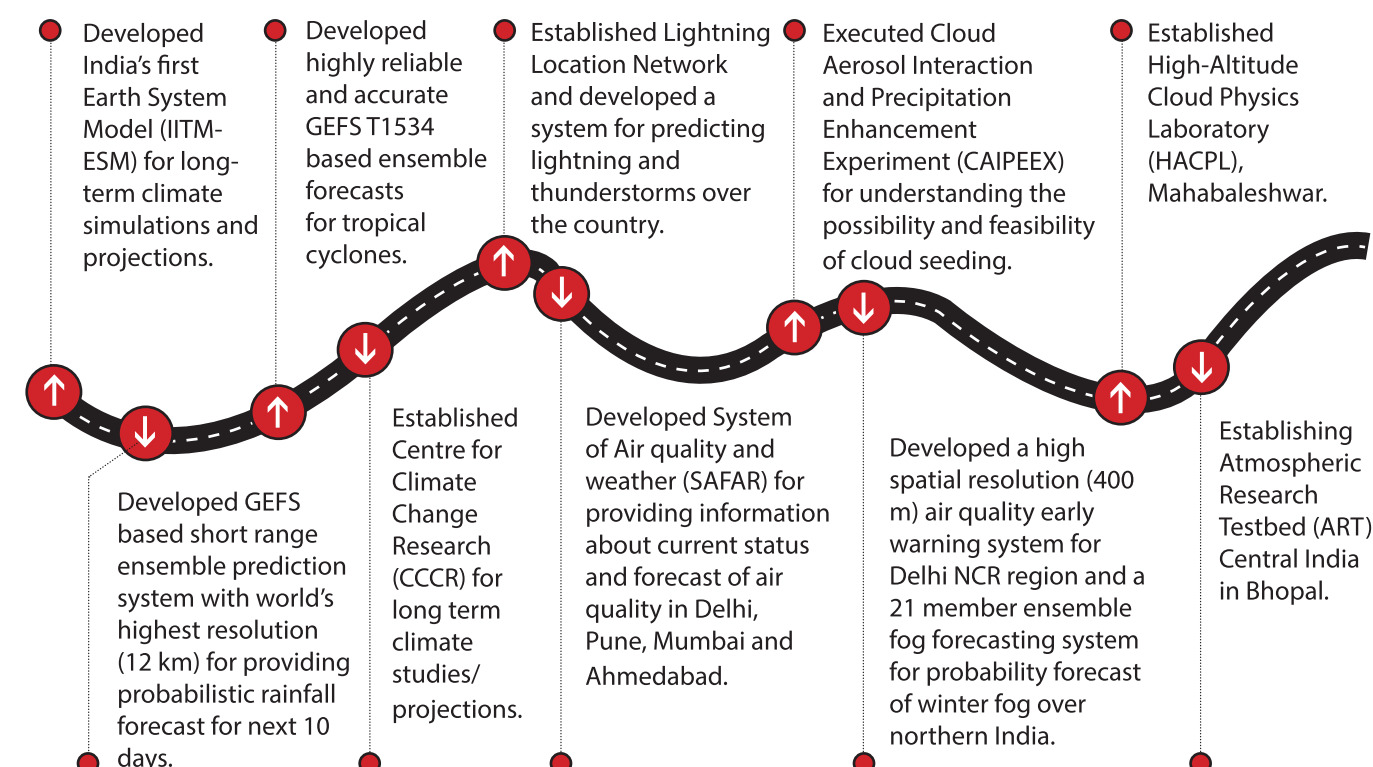 Developed
India’s first
Earth System
Model (IITM-
ESM) for long-
term climate
simulations and
projections.
Developed
highly reliable
and accurate
GEFS T1534
based ensemble
forecasts
for tropical
cyclones.
Established Lightning
Location Network
and developed a
system for predicting
lightning and
thunderstorms over
the country.
Executed Cloud
Aerosol Interaction
and Precipitation
Enhancement
Experiment (CAIPEEX)
for understanding the
possibility and feasibility
of cloud seeding.
Established
High-Altitude
Cloud Physics
Laboratory
(HACPL),
Mahabaleshwar.
Developed GEFS
based short range
ensemble prediction
system with world’s
highest resolution
(12 km) for providing
probabilistic rainfall
forecast for next 10
days.
Established
Centre for
Climate
Change
Research
(CCCR) for
long term
climate
studies/
projections.
Developed System
of Air quality and
weather (SAFAR) for
providing information
about current status
and forecast of air
quality in Delhi,
Pune, Mumbai and
Ahmedabad.
Developed a high
spatial resolution (400
m) air quality early
warning system for
Delhi NCR region and a
21 member ensemble
fog forecasting system
for probability forecast
of winter fog over
northern India.
Establishing
Atmospheric
Research
Testbed (ART)
Central India
in Bhopal.